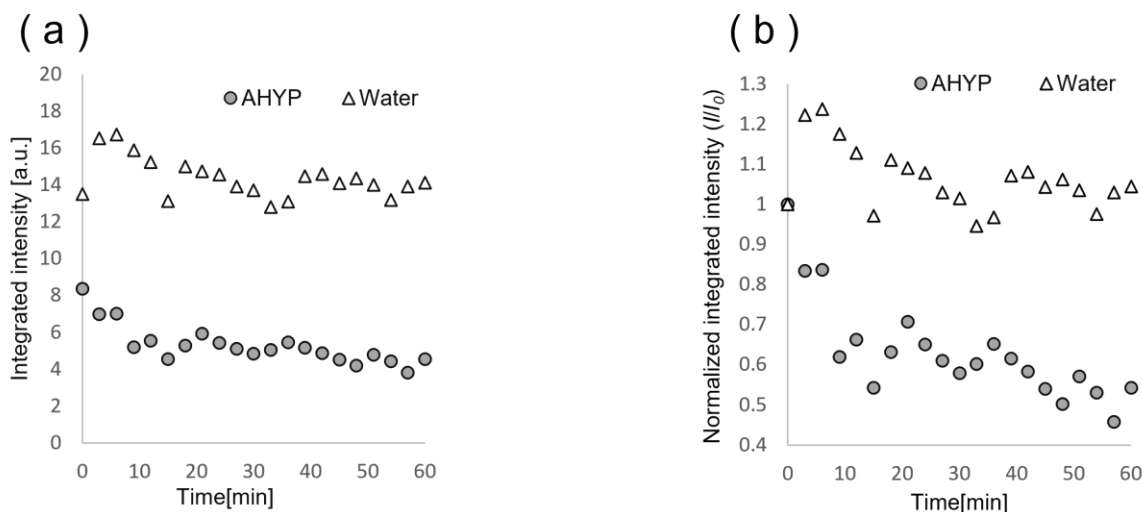 ( a )
Integrated intensity [a.u.]
20
18
16
14
12
10
8
6
4
2
0
AHYP Water
0 10 20 30 40 50 60
Time[min]
( b )
Normalized integrated intensity (I/I0)
1.3
1.2
1.1
1
0.9
0.8
0.7
0.6
0.5
0.4
AHYP Water
0 10 20 30 40 50 60
Time[min]